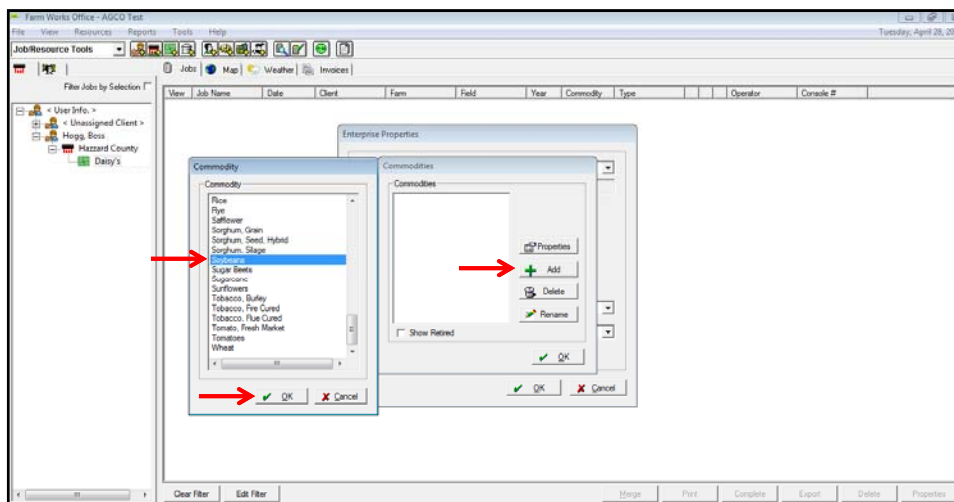 Farm Works Office - AGCO Test
File View Resources Reports Tools Help
Tuesday, April 28,
Job/Resource Tools
Jobs Map Weather Invoices
Filter Jobs by Selection
View Job Name Date Client Farm Field Year Commodity Type Operator Console #
< User Info. >
< Unassigned Client >
Hogg, Boss
Hazzard County
Daisy's
Enterprise Properties
Commodity
Commodity
Rice
Rye
Safflower
Sorghum, Grain
Sorghum, Seed, Hybrid
Sorghum, Silage
Soybeans
Sugar Beets
Sugarcane
Sunflowers
Tobacco, Burley
Tobacco, Fire Cured
Tobacco, Flue Cured
Tomato, Fresh Market
Tomatoes
Wheat
OK Cancel
Commodities
Commodities
Properties
Add
Delete
Rename
Show Retired
OK
OK Cancel
Clear Filter Edit Filter Merge Print Complete Export Delete Properties